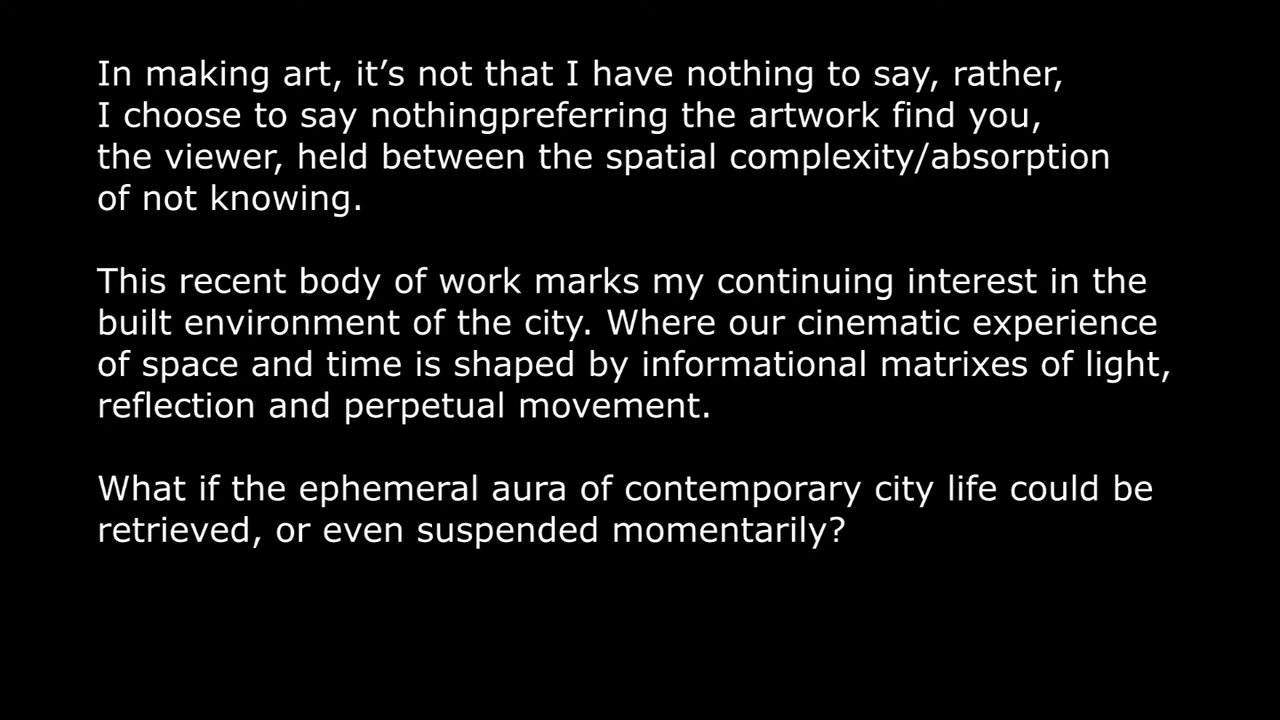 In making art, it’s not that I have nothing to say, rather,
I choose to say nothingpreferring the artwork find you,
the viewer, held between the spatial complexity/absorption
of not knowing.
This recent body of work marks my continuing interest in the
built environment of the city. Where our cinematic experience
of space and time is shaped by informational matrixes of light,
reflection and perpetual movement.
What if the ephemeral aura of contemporary city life could be
retrieved, or even suspended momentarily?